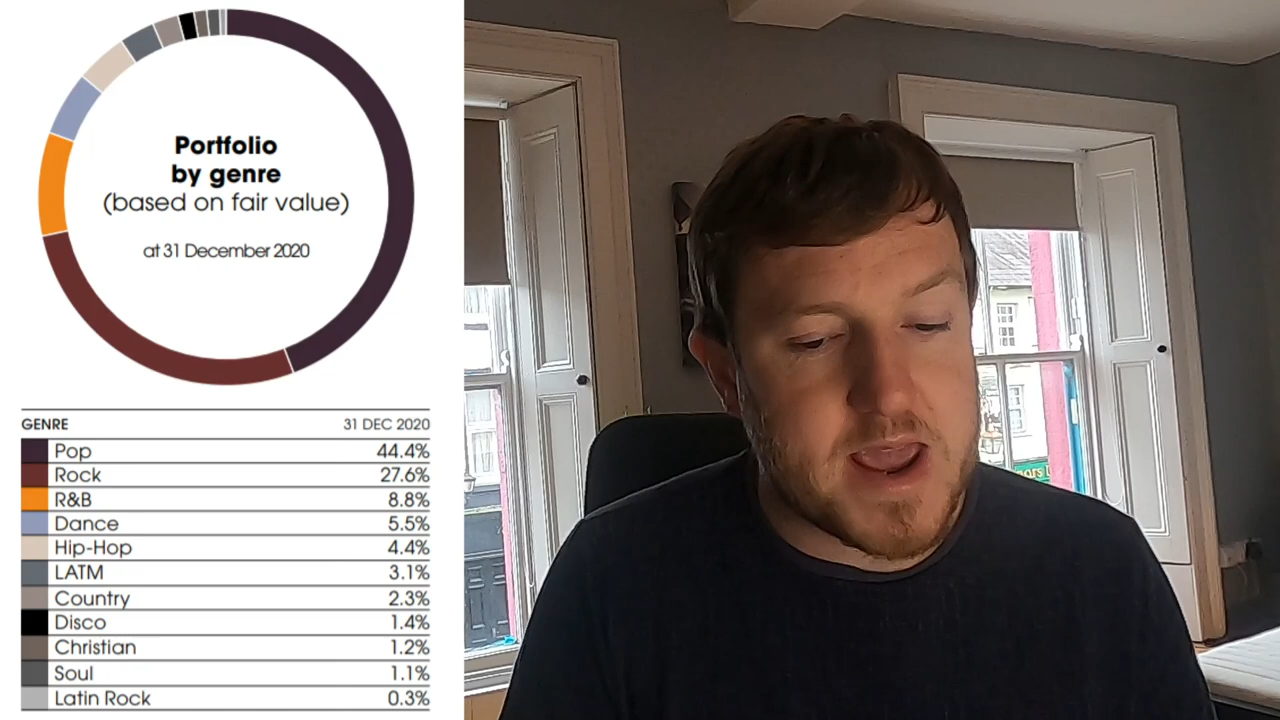 Portfolio
by genre
(based on fair value)
at 31 December 2020
GENRE 31 DEC 2020
Pop 44.4%
Rock 27.6%
R&B 8.8%
Dance 5.5%
Hip-Hop 4.4%
LATM 3.1%
Country 2.3%
Disco 1.4%
Christian 1.2%
Soul 1.1%
Latin Rock 0.3%